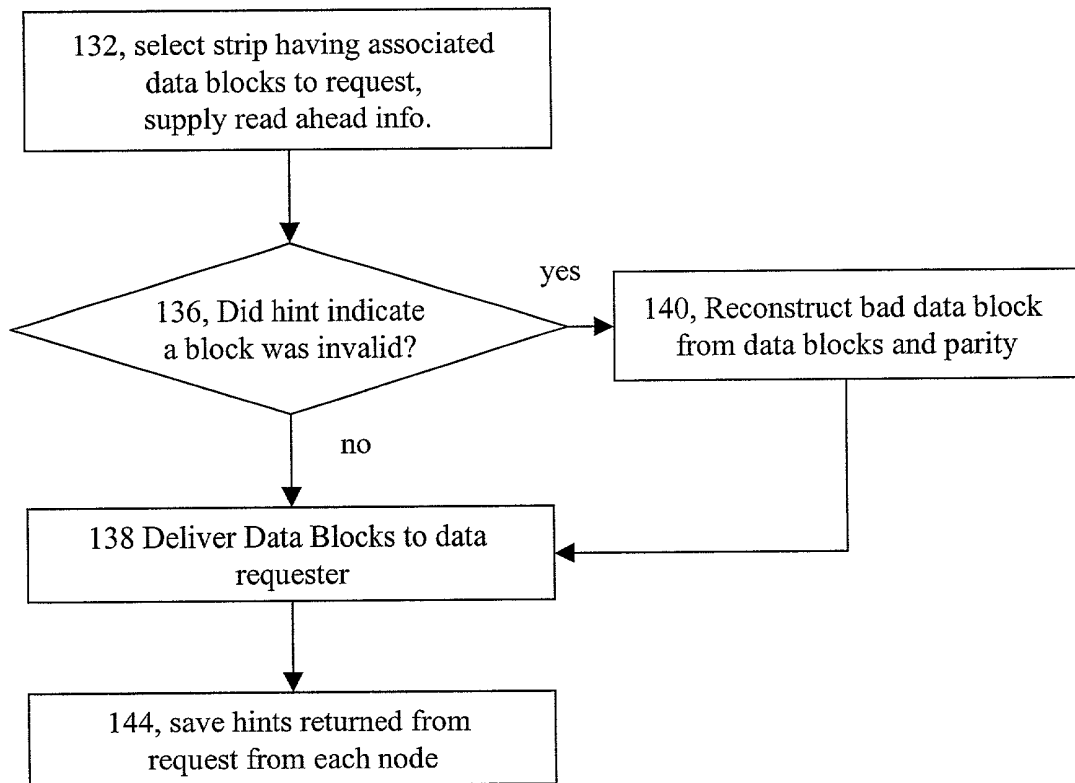 132, select strip having associated
data blocks to request,
supply read ahead info.
136, Did hint indicate
a block was invalid?
yes
140, Reconstruct bad data block
from data blocks and parity
no
138 Deliver Data Blocks to data
requester
144, save hints returned from
request from each node